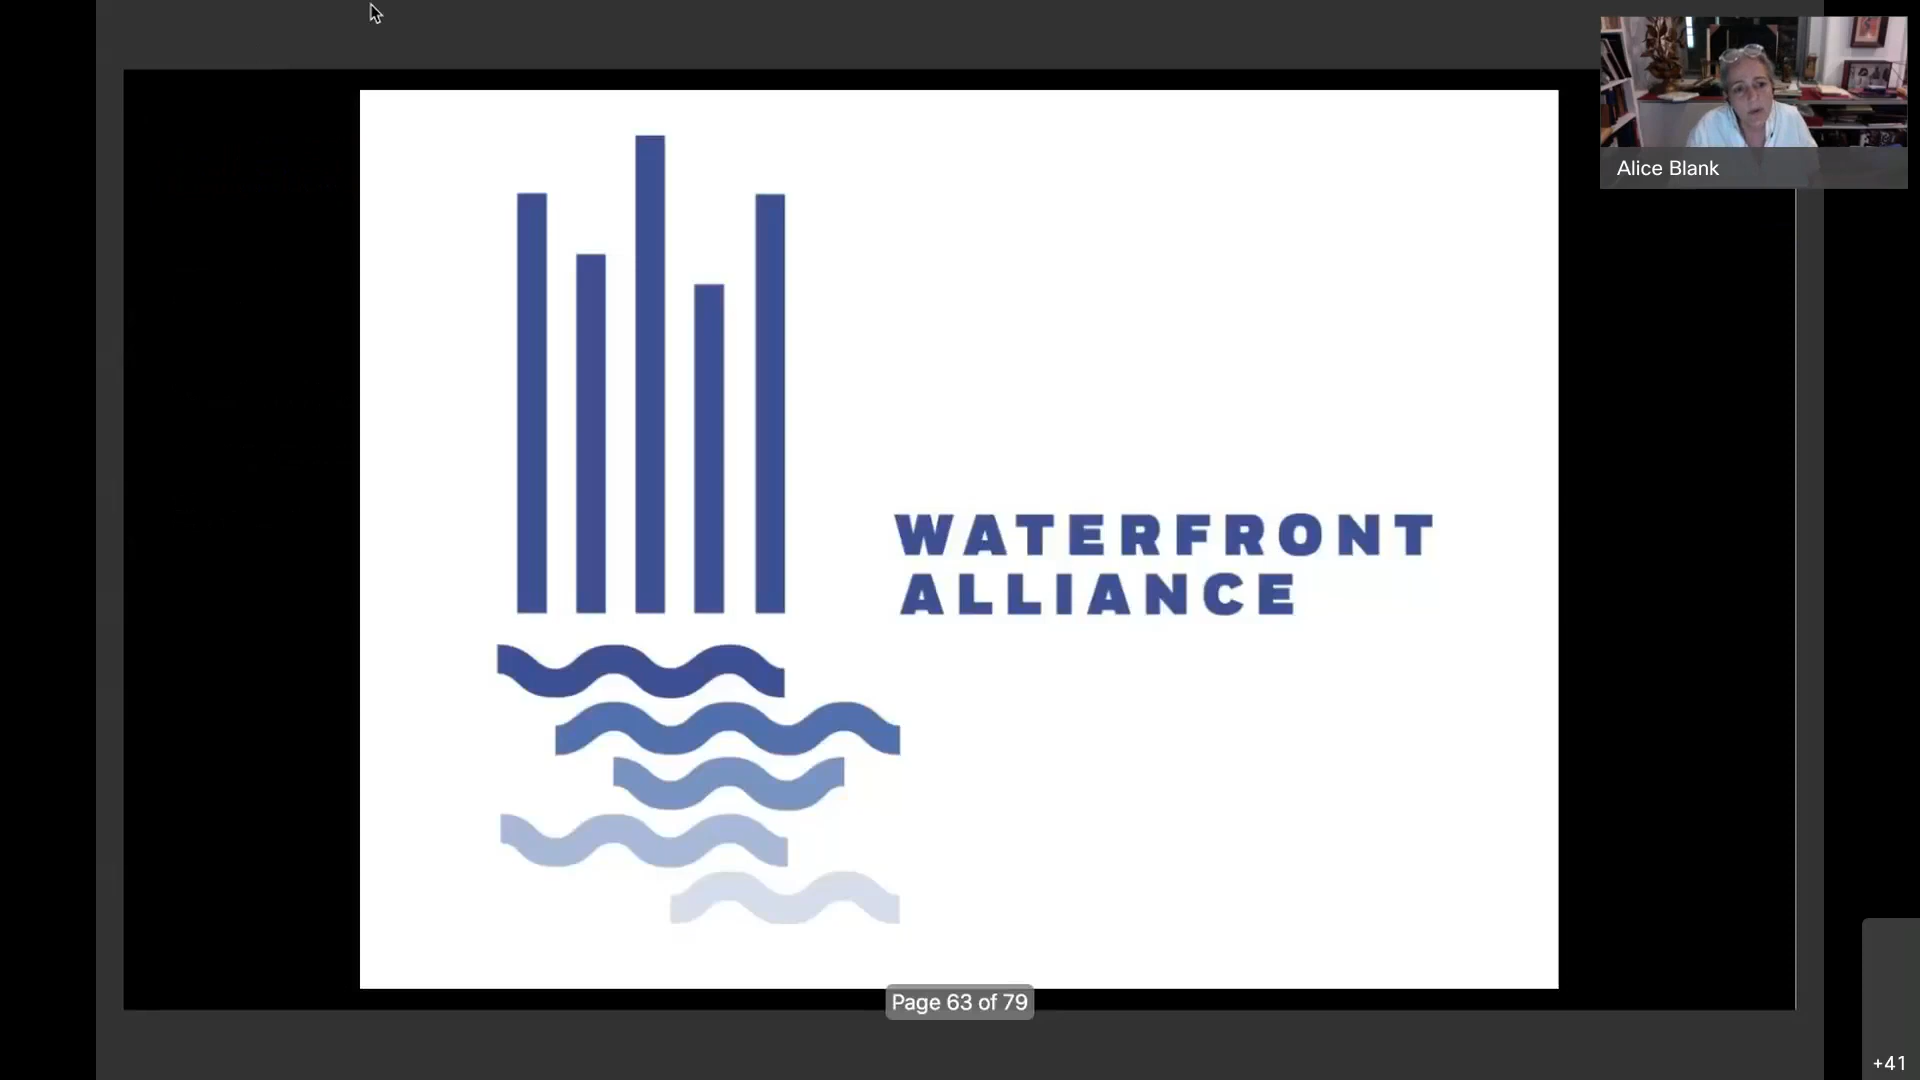 Alice Blank
WATERFRONT
ALLIANCE
Page 63 of 79
+41